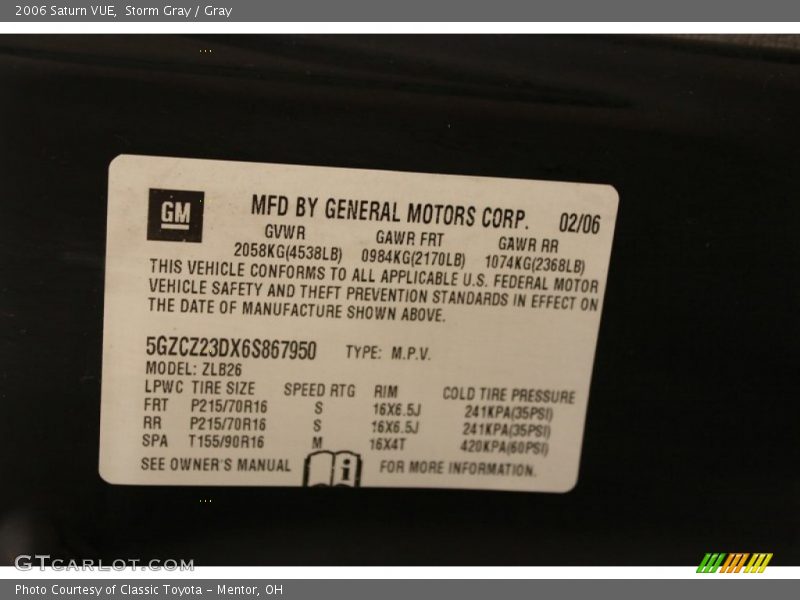 2006 Saturn VUE, Storm Gray / Gray
GM
MFD BY GENERAL MOTORS CORP. 02/06
GVWR GAWR FRT GAWR RR
2058KG(4538LB) 0984KG(2170LB) 1074KG(2368LB)
THIS VEHICLE CONFORMS TO ALL APPLICABLE U.S. FEDERAL MOTOR
VEHICLE SAFETY AND THEFT PREVENTION STANDARDS IN EFFECT ON
THE DATE OF MANUFACTURE SHOWN ABOVE.
5GZCZ23DX6S867950 TYPE: M.P.V.
MODEL: ZLB26
LPWC TIRE SIZE SPEED RTG RIM COLD TIRE PRESSURE
FRT P215/70R16 S 16X6.5J 241KPA(35PSI)
RR P215/70R16 S 16X6.5J 241KPA(35PSI)
SPA T155/90R16 M 16X4T 420KPA(60PSI)
SEE OWNER'S MANUAL i FOR MORE INFORMATION.
GTCARLOT.COM
Photo Courtesy of Classic Toyota - Mentor, OH